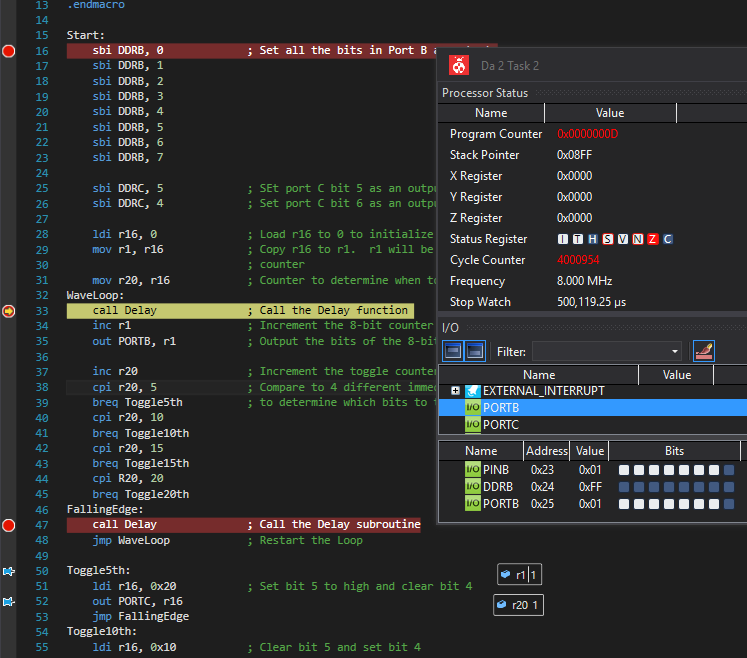 13 .endmacro
14
15 Start:
16 sbi DDRB, 0 ; Set all the bits in Port B
17 sbi DDRB, 1
18 sbi DDRB, 2
19 sbi DDRB, 3
20 sbi DDRB, 4
21 sbi DDRB, 5
22 sbi DDRB, 6
23 sbi DDRB, 7
24
25 sbi DDRC, 5 ; SEt port C bit 5 as an outpu
26 sbi DDRC, 4 ; Set port C bit 6 as an outpu
27
28 ldi r16, 0 ; Load r16 to 0 to initialize
29 mov r1, r16 ; Copy r16 to r1. r1 will be
30 ; counter
31 mov r20, r16 ; Counter to determine when to
32 WaveLoop:
33 call Delay ; Call the Delay function
34 inc r1 ; Increment the 8-bit counter
35 out PORTB, r1 ; Output the bits of the 8-bit
36
37 inc r20 ; Increment the toggle counter
38 cpi r20, 5 ; Compare to 4 different immed
39 breq Toggle5th ; to determine which bits to
40 cpi r20, 10
41 breq Toggle10th
42 cpi r20, 15
43 breq Toggle15th
44 cpi R20, 20
45 breq Toggle20th
46 FallingEdge:
47 call Delay ; Call the Delay subroutine
48 jmp WaveLoop ; Restart the Loop
49
50 Toggle5th:
51 ldi r16, 0x20 ; Set bit 5 to high and clear bit 4
52 out PORTC, r16
53 jmp FallingEdge
54 Toggle10th:
55 ldi r16, 0x10 ; Clear bit 5 and set bit 4
Da 2 Task 2
Processor Status
Name Value
Program Counter 0x0000000D
Stack Pointer 0x08FF
X Register 0x0000
Y Register 0x0000
Z Register 0x0000
Status Register I T H S V N Z C
Cycle Counter 4000954
Frequency 8.000 MHz
Stop Watch 500,119.25 µs
I/O
Filter:
Name Value
EXTERNAL_INTERRUPT
I/O PORTB
I/O PORTC
Name Address Value Bits
I/O PINB 0x23 0x01
I/O DDRB 0x24 0xFF
I/O PORTB 0x25 0x01
r1 1
r20 1